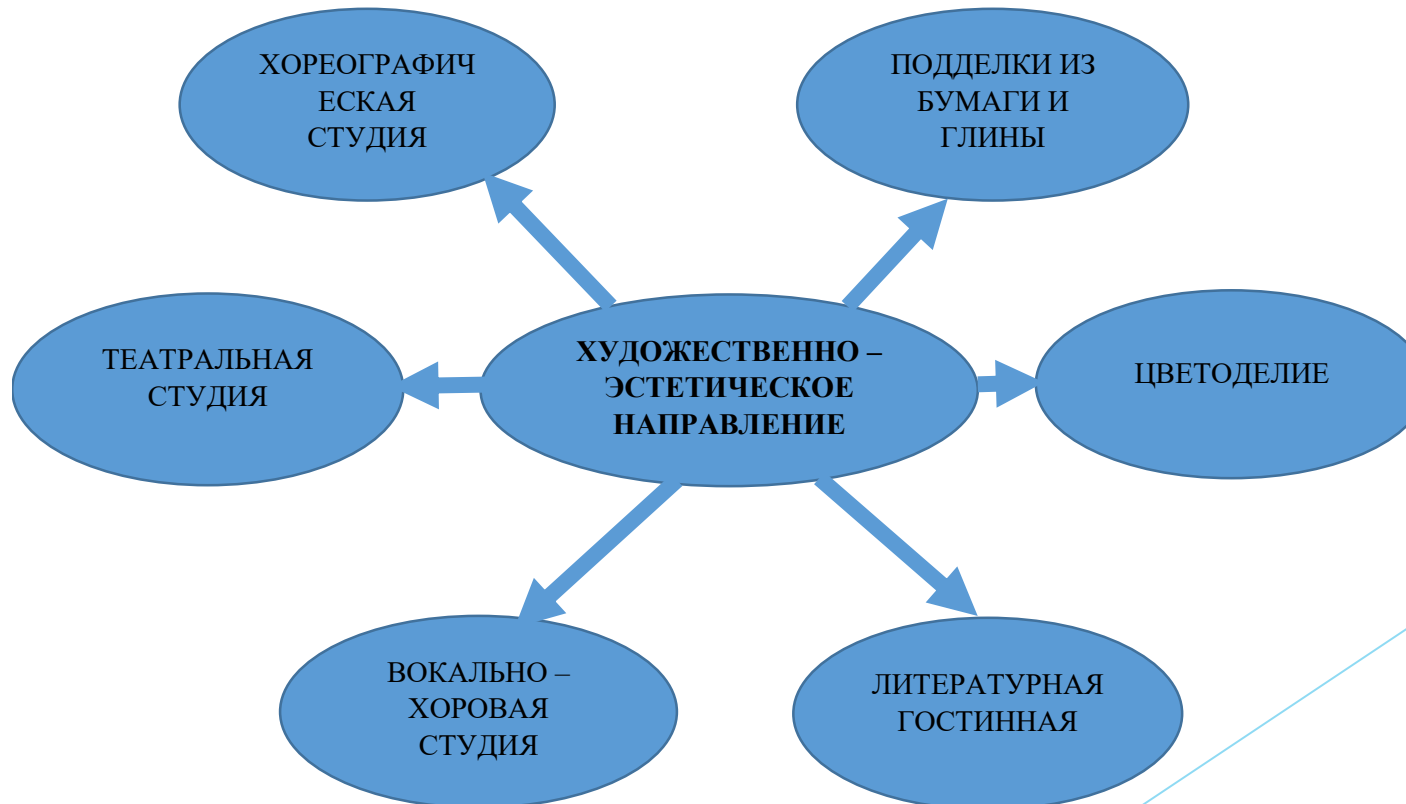 ХОРЕОГРАФИЧ
ЕСКАЯ
СТУДИЯ
ПОДДЕЛКИ ИЗ
БУМАГИ И
ГЛИНЫ
ТЕАТРАЛЬНАЯ
СТУДИЯ
ХУДОЖЕСТВЕННО –
ЭСТЕТИЧЕСКОЕ
НАПРАВЛЕНИЕ
ЦВЕТОДЕЛИЕ
ВОКАЛЬНО –
ХОРОВАЯ
СТУДИЯ
ЛИТЕРАТУРНАЯ
ГОСТИННАЯ